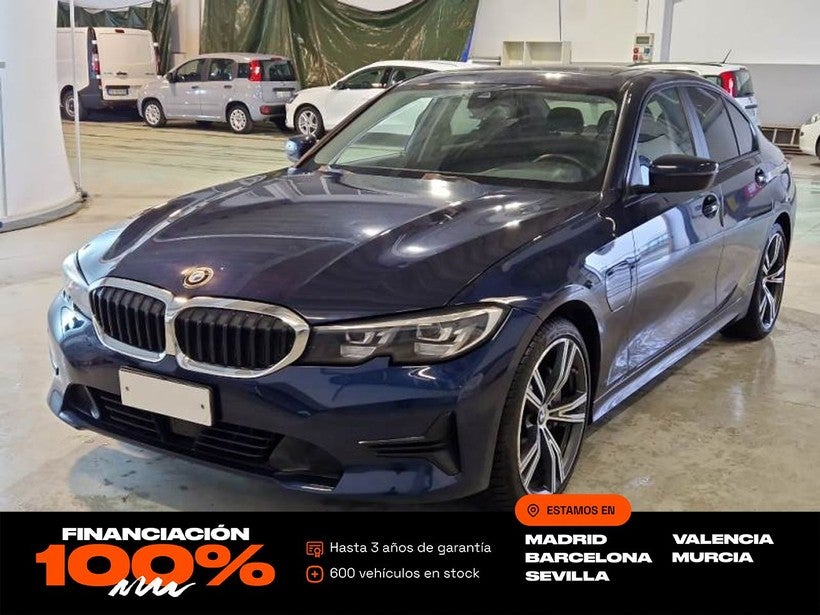 ESTAMOS EN
FINANCIACIÓN
100%
Hasta 3 años de garantía
600 vehículos en stock
MADRID
BARCELONA
SEVILLA
VALENCIA
MURCIA